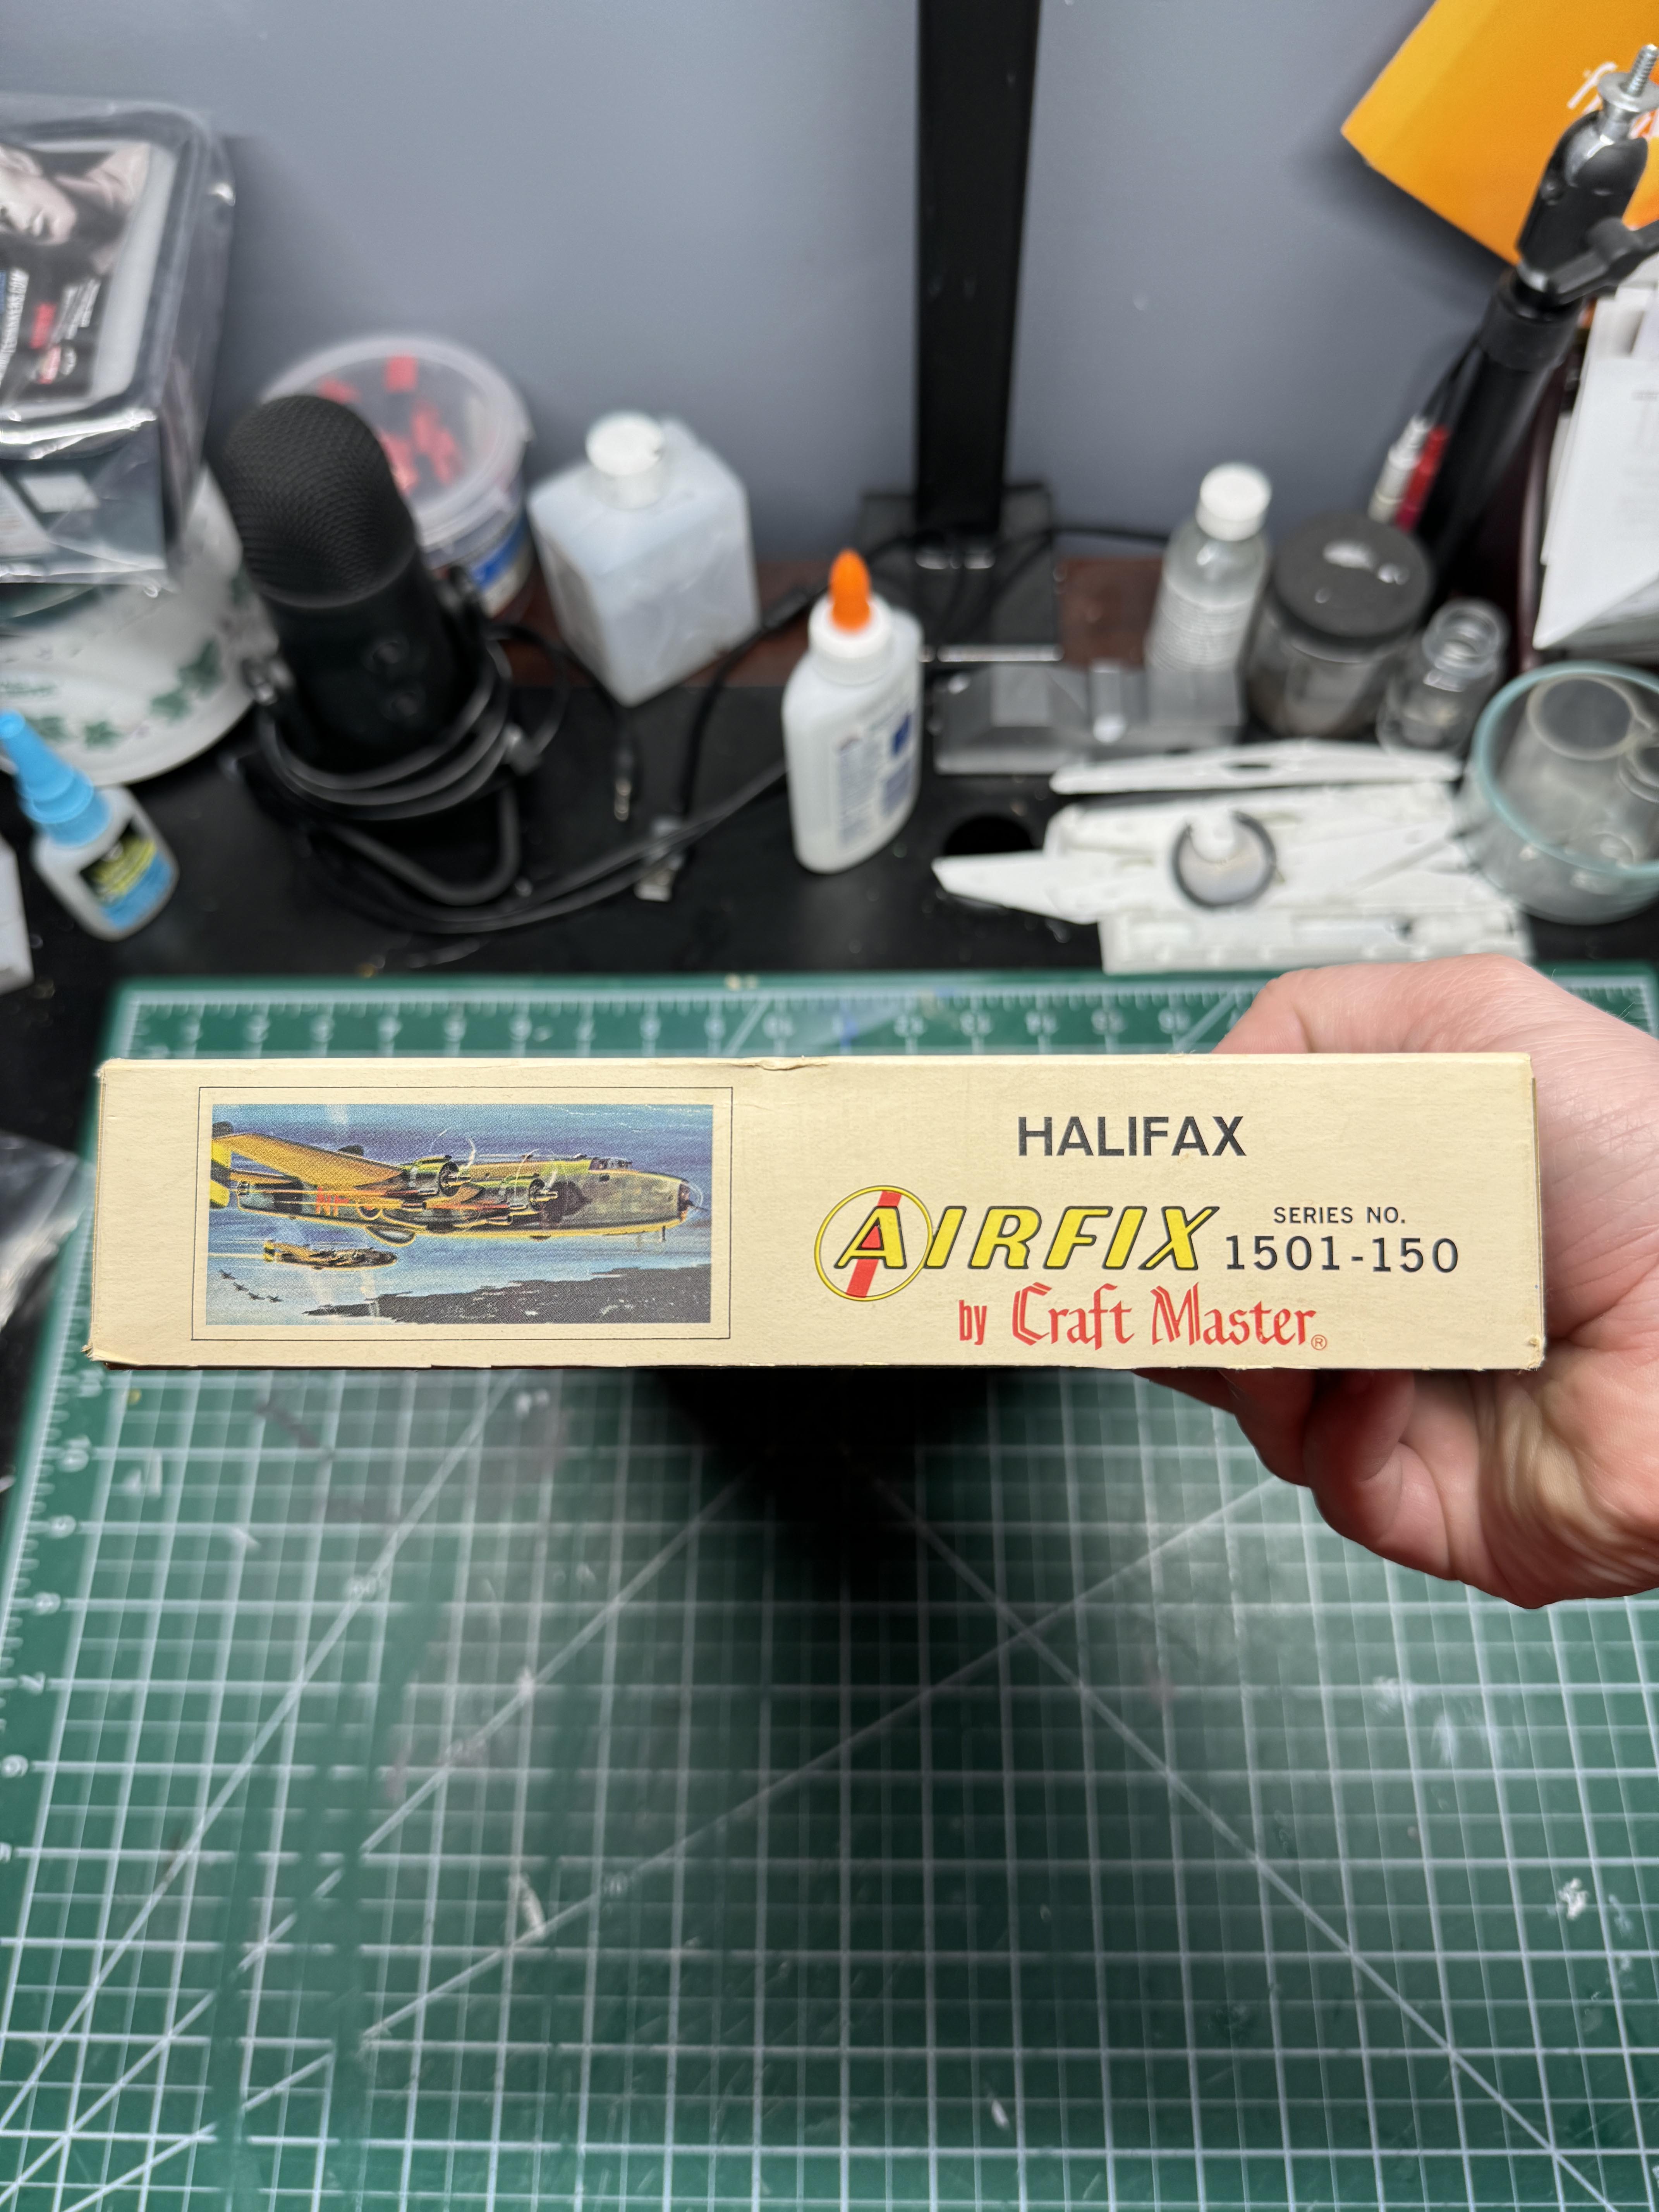 HALIFAX
AIRFIX
SERIES NO.
1501-150
by Craft Master®